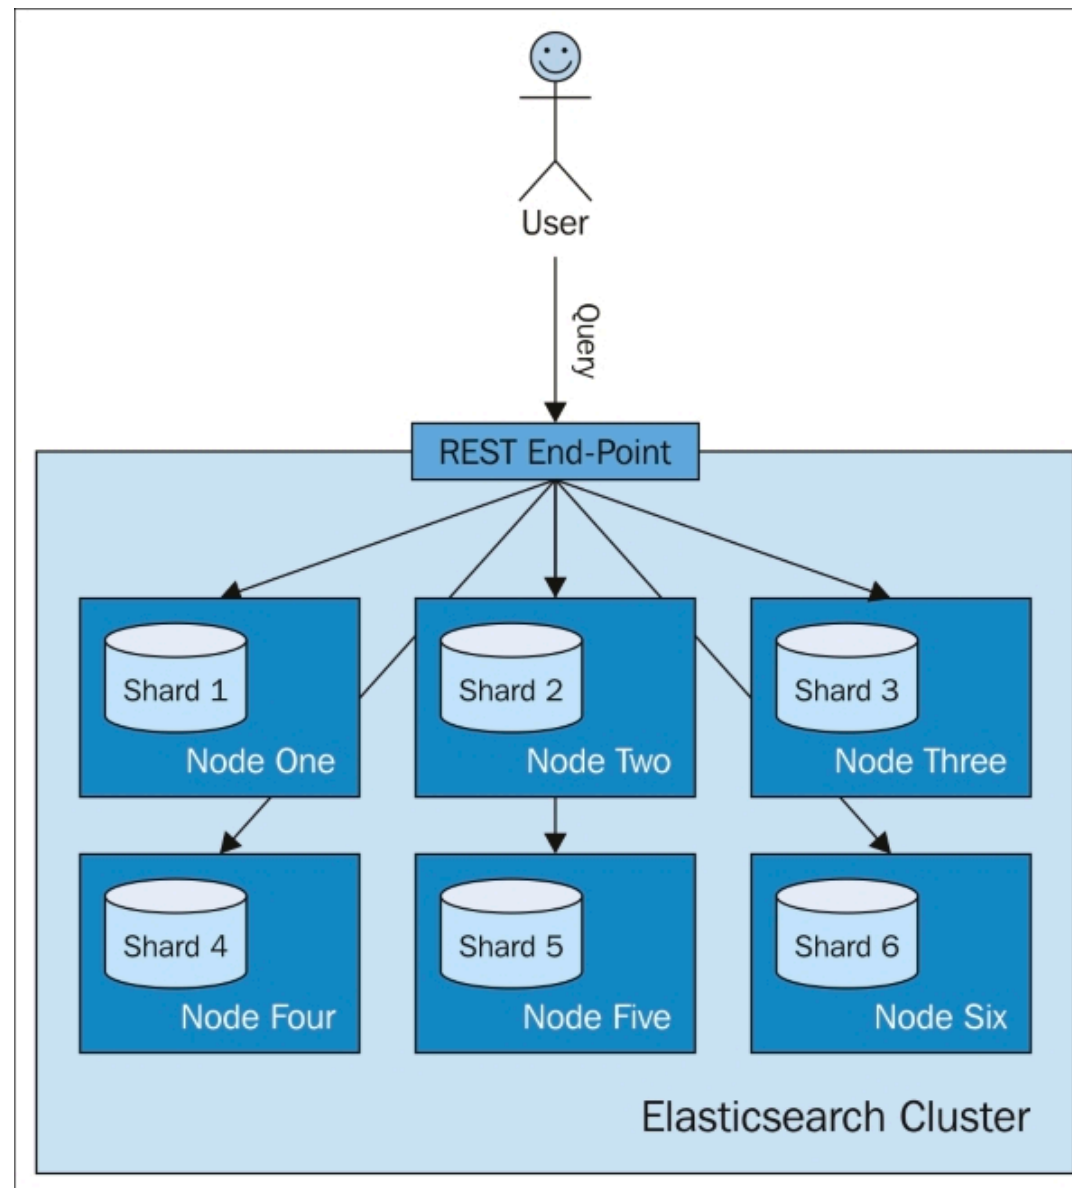 User
Query
REST End-Point
Shard 1
Node One
Shard 2
Node Two
Shard 3
Node Three
Shard 4
Node Four
Shard 5
Node Five
Shard 6
Node Six
Elasticsearch Cluster